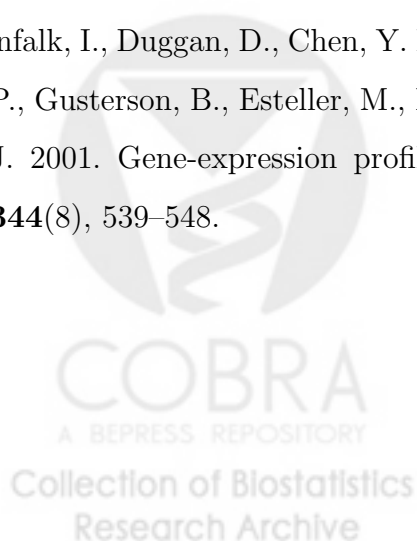 nfalk, I., Duggan, D., Chen, Y.
P., Gusterson, B., Esteller, M.,
J. 2001. Gene-expression profi
344(8), 539–548.
COBRA
A BEPRESS REPOSITORY
Collection of Biostatistics
Research Archive